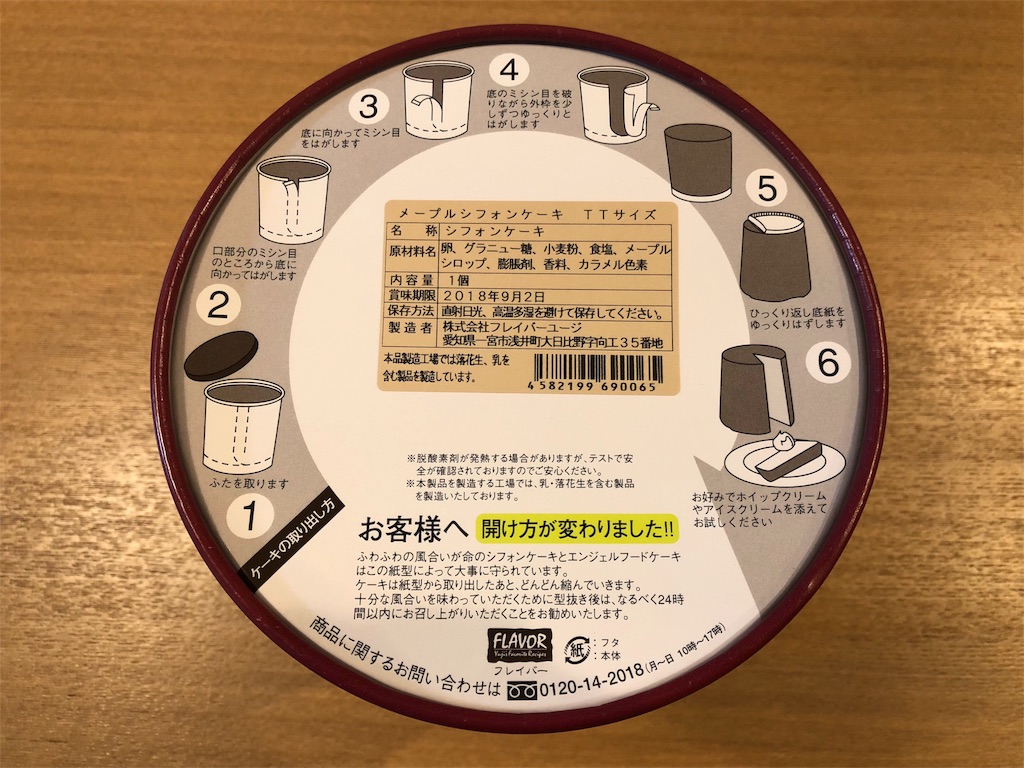 ケーキの取り出し方
1
ふたを取ります
2
口部分のミシン目
のところから底に
向かってはがします
3
底に向かってミシン目
をはがします
4
底のミシン目を破
りながら外枠を少
しずつゆっくりと
はがします
5
ひっくり返し底紙を
ゆっくりはずします
6
お好みでホイップクリーム
やアイスクリームを添えて
お試しください
メープルシフォンケーキ TTサイズ
名 称 シフォンケーキ
原材料名 卵、グラニュー糖、小麦粉、食塩、メープル
シロップ、膨脹剤、香料、カラメル色素
内容量 1個
賞味期限 2018年9月2日
保存方法 直射日光、高温多湿を避けて保存してください。
製造者 株式会社フレイバーユージ
愛知県一宮市浅井町大日比野字向工35番地
本品製造工場では落花生、乳を
含む製品を製造しています。
4582199690065
※脱酸素剤が発熱する場合がありますが、テストで安
全が確認されておりますのでご安心ください。
※本製品を製造する工場では、乳・落花生を含む製品
を製造いたしております。
お客様へ 開け方が変わりました!!
ふわふわの風合いが命のシフォンケーキとエンジェルフードケーキ
はこの紙型によって大事に守られています。
ケーキは紙型から取り出したあと、どんどん縮んでいきます。
十分な風合いを味わっていただくために型抜き後は、なるべく24時
間以内にお召し上がりいただくことをお勧めいたします。
FLAVOR
Yuji's Favorite Recipes
フレイバー
紙
:フタ
:本体
商品に関するお問い合わせは 0120-14-2018(月〜日 10時〜17時)